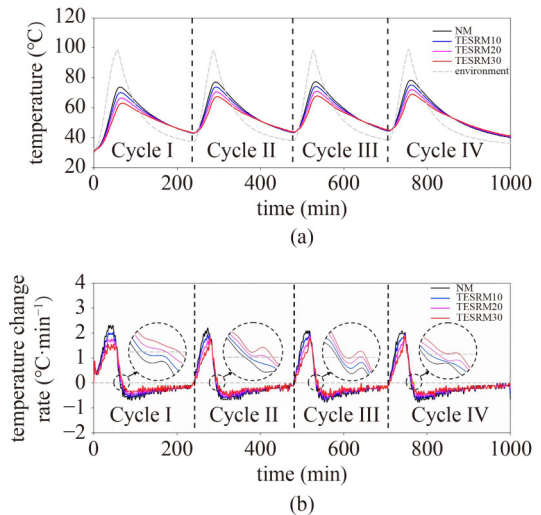 temperature (°C)
140
120
100
80
60
40
20
NM
TESRM10
TESRM20
TESRM30
environment
Cycle I
Cycle II
Cycle III
Cycle IV
0
200
400
600
800
1000
time (min)
(a)
temperature change
rate (°C·min⁻¹)
4
3
2
1
0
−1
−2
NM
TESRM10
TESRM20
TESRM30
Cycle I
Cycle II
Cycle III
Cycle IV
0
200
400
600
800
1000
time (min)
(b)